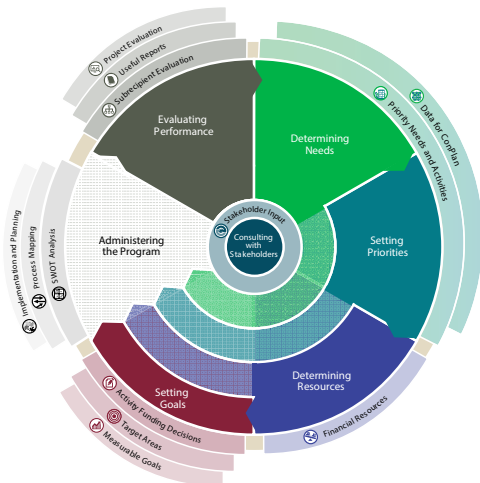 Project Evaluation
Useful Reports
Subrecipient Evaluation
Evaluating
Performance
Determining
Needs
Data for ConPlan
Priority Needs and Activities
Stakeholder Input
Consulting
with
Stakeholders
Setting
Priorities
Administering
the Program
Implementation and Planning
Process Mapping
SWOT Analysis
Determining
Resources
Financial Resources
Setting
Goals
Activity Funding Decisions
Target Areas
Measurable Goals